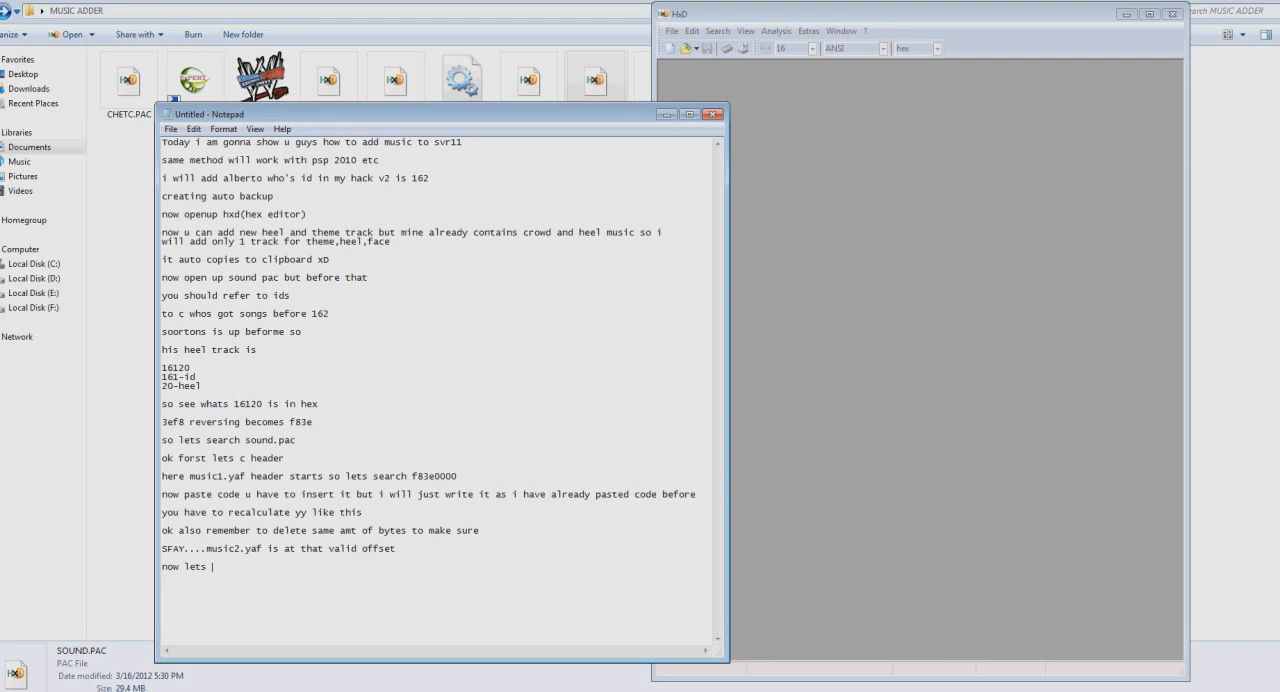 MUSIC ADDER
arch MUSIC ADDER
anize
Open
Share with
Burn
New folder
Favorites
Desktop
Downloads
Recent Places
Libraries
Documents
Music
Pictures
Videos
Homegroup
Computer
Local Disk (C:)
Local Disk (D:)
Local Disk (E:)
Local Disk (F:)
Network
CHETC.PAC
XPERT
HxD
File Edit Search View Analysis Extras Window ?
16 ANSI hex
Untitled - Notepad
File Edit Format View Help
Today i am gonna show u guys how to add music to svr11
same method will work with psp 2010 etc
i will add alberto who's id in my hack v2 is 162
creating auto backup
now openup hxd(hex editor)
now u can add new heel and theme track but mine already contains crowd and heel music so i
will add only 1 track for theme,heel,face
it auto copies to clipboard xD
now open up sound pac but before that
you should refer to ids
to c whos got songs before 162
soortons is up beforme so
his heel track is
16120
161-id
20-heel
so see whats 16120 is in hex
3ef8 reversing becomes f83e
so lets search sound.pac
ok forst lets c header
here music1.yaf header starts so lets search f83e0000
now paste code u have to insert it but i will just write it as i have already pasted code before
you have to recalculate yy like this
ok also remember to delete same amt of bytes to make sure
SFAY....music2.yaf is at that valid offset
now lets
SOUND.PAC
PAC File
Date modified: 3/16/2012 5:30 PM
Size: 29.4 MB